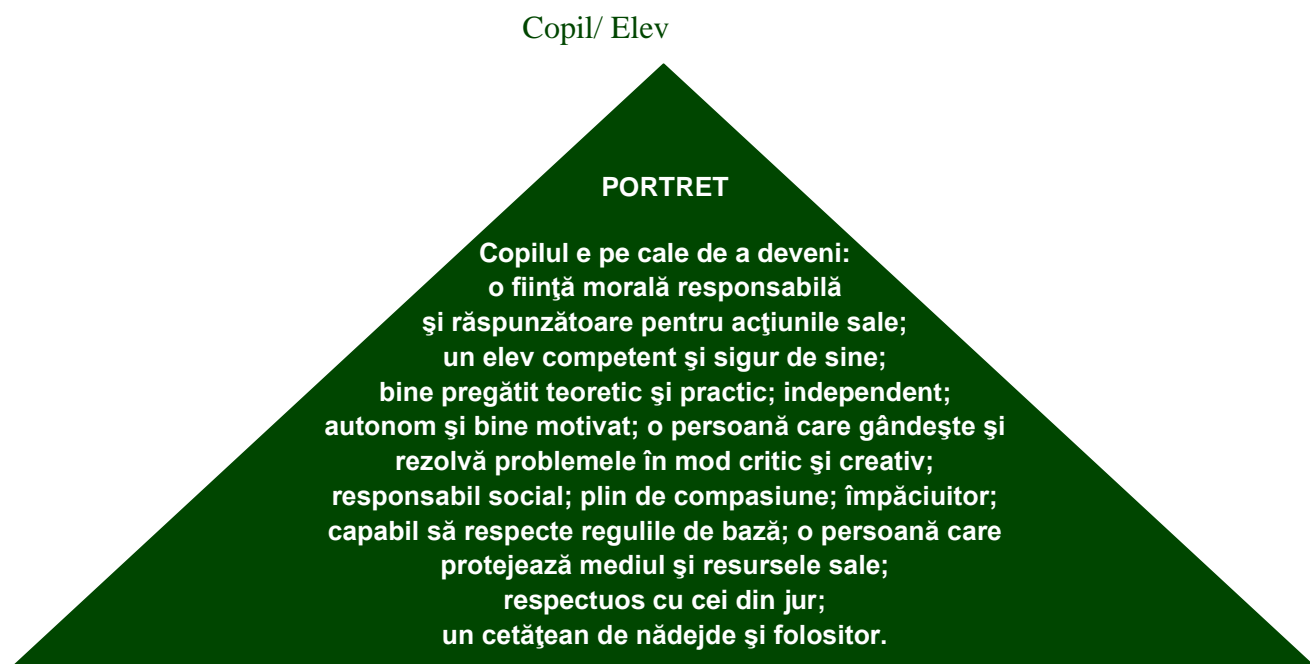 Copil/ Elev
PORTRET
Copilul e pe cale de a deveni:
o fiinţă morală responsabilă
şi răspunzătoare pentru acţiunile sale;
un elev competent şi sigur de sine;
bine pregătit teoretic şi practic; independent;
autonom şi bine motivat; o persoană care gândeşte şi
rezolvă problemele în mod critic şi creativ;
responsabil social; plin de compasiune; împăciuitor;
capabil să respecte regulile de bază; o persoană care
protejează mediul şi resursele sale;
respectuos cu cei din jur;
un cetăţean de nădejde şi folositor.